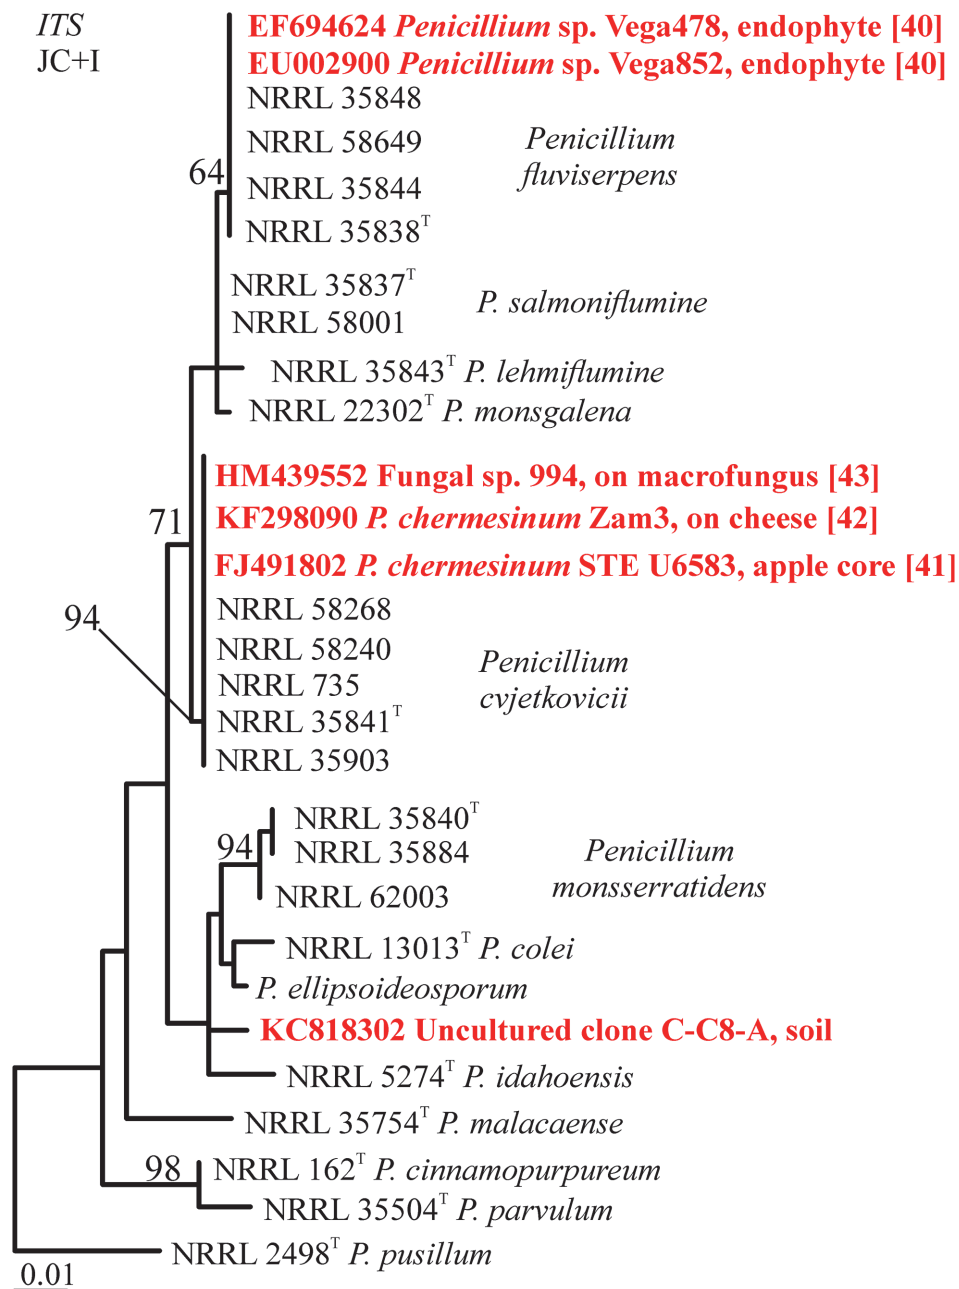 ITS
JC+I
EF694624 Penicillium sp. Vega478, endophyte [40]
EU002900 Penicillium sp. Vega852, endophyte [40]
NRRL 35848
NRRL 58649
Penicillium
fluviserpens
64
NRRL 35844
NRRL 35838ᵀ
NRRL 35837ᵀ
P. salmoniflumine
NRRL 58001
NRRL 35843ᵀ P. lehmiflumine
NRRL 22302ᵀ P. monsgalena
HM439552 Fungal sp. 994, on macrofungus [43]
71
KF298090 P. chermesinum Zam3, on cheese [42]
FJ491802 P. chermesinum STE U6583, apple core [41]
94
NRRL 58268
NRRL 58240
Penicillium
cvjetkovicii
NRRL 735
NRRL 35841ᵀ
NRRL 35903
NRRL 35840ᵀ
94
NRRL 35884
Penicillium
monsserratidens
NRRL 62003
NRRL 13013ᵀ P. colei
P. ellipsoideosporum
KC818302 Uncultured clone C-C8-A, soil
NRRL 5274ᵀ P. idahoensis
NRRL 35754ᵀ P. malacaense
98
NRRL 162ᵀ P. cinnamopurpureum
NRRL 35504ᵀ P. parvulum
NRRL 2498ᵀ P. pusillum
0.01